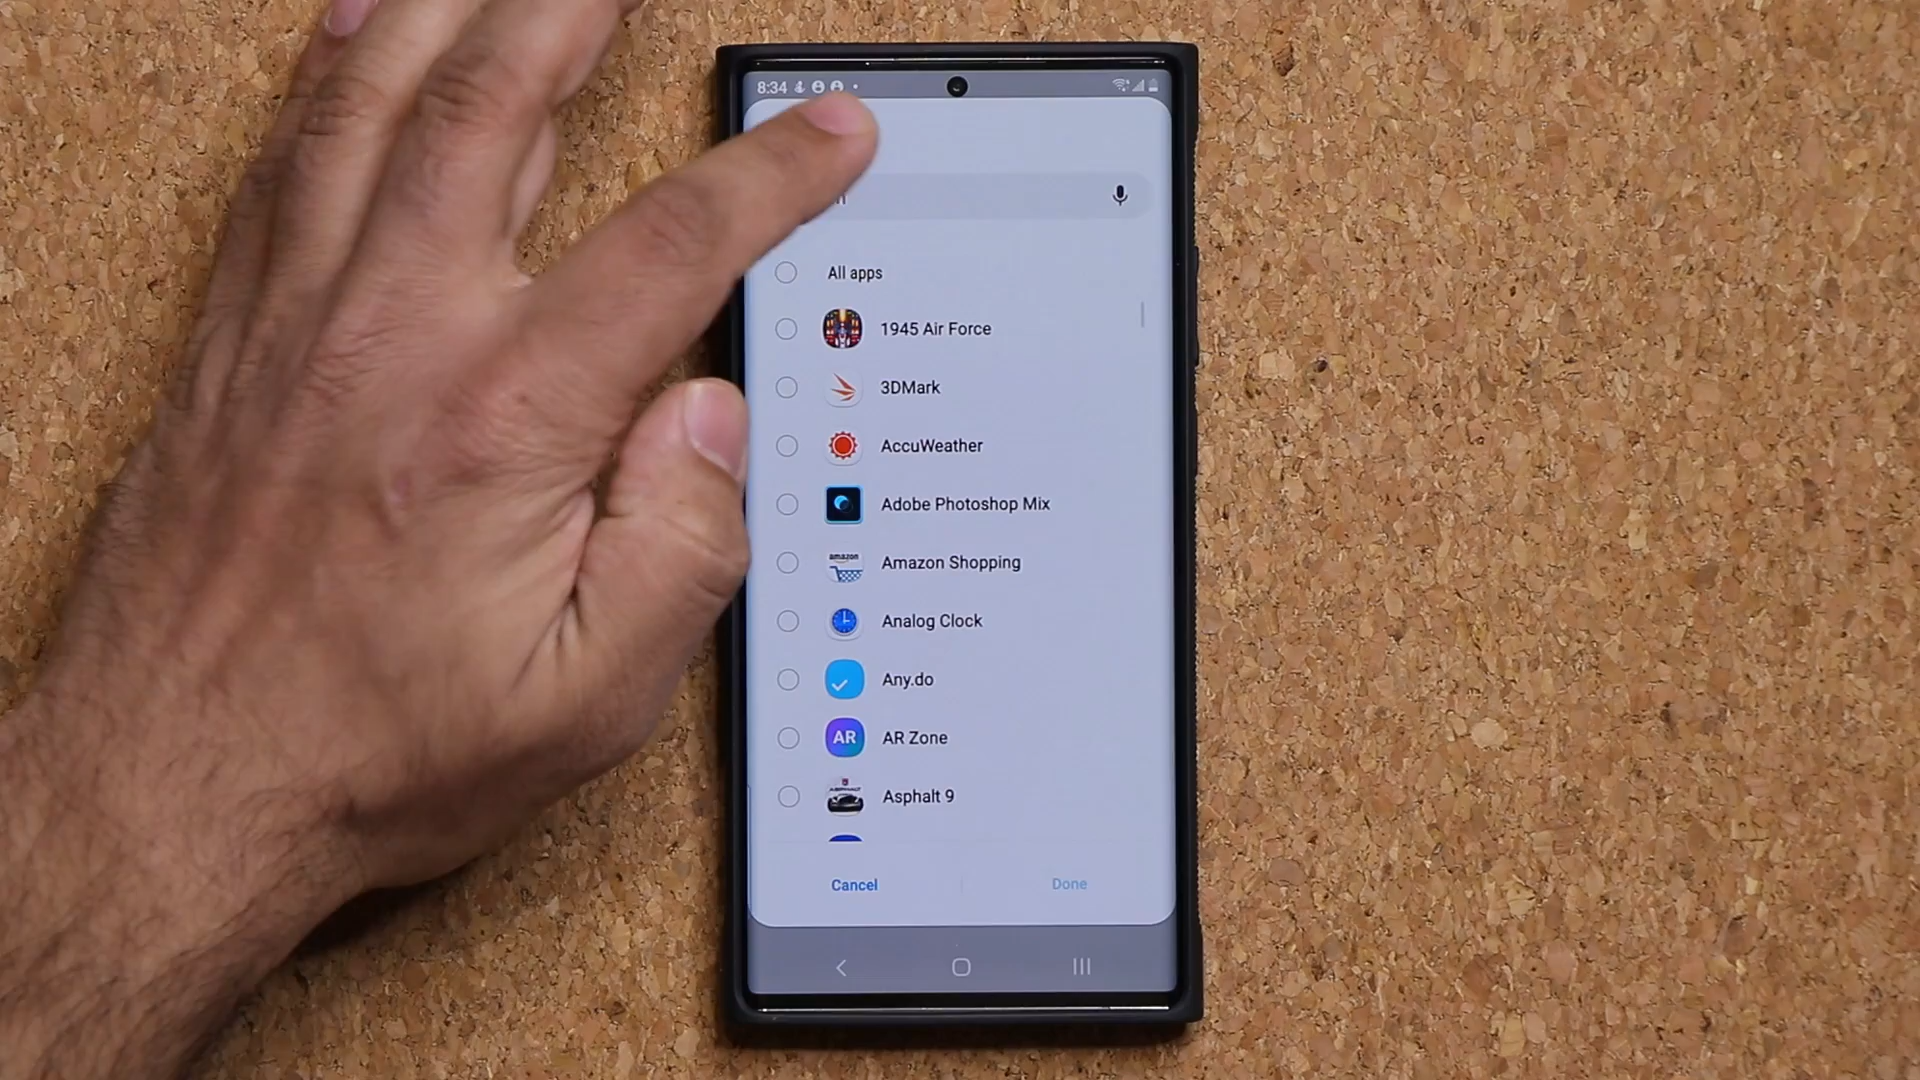 8:34
All apps
1945 Air Force
3DMark
AccuWeather
Adobe Photoshop Mix
amazon
Amazon Shopping
Analog Clock
Any.do
AR
AR Zone
Asphalt 9
Cancel
Done